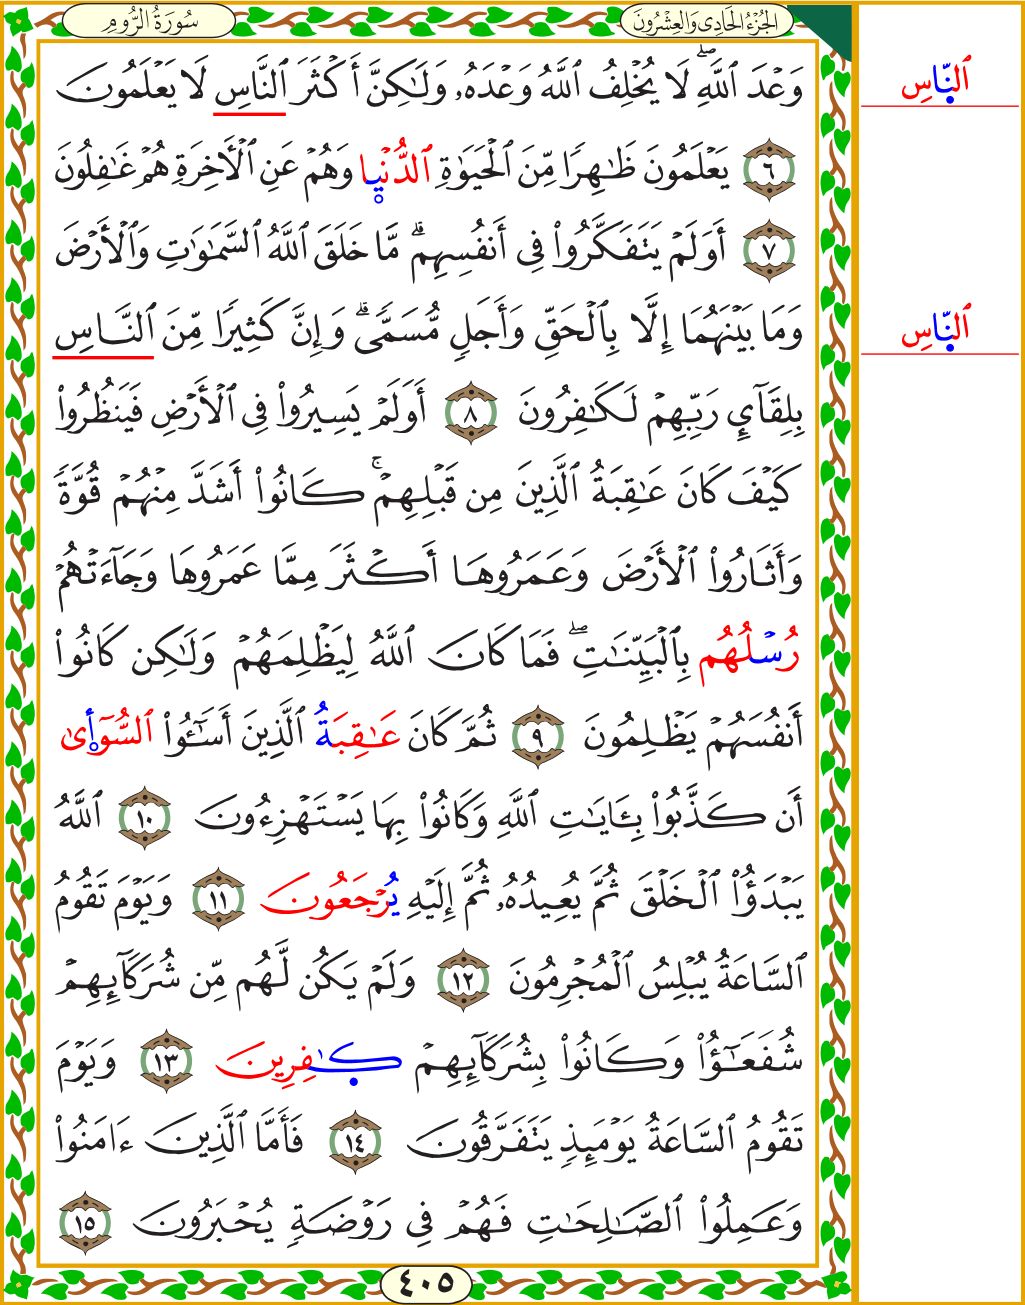 سُورَةُ الرُّومِ
الجُزْءُ الحَادِى وَالعِشْرُونَ
وَعْدَ ٱللَّهِۖ لَا يُخْلِفُ ٱللَّهُ وَعْدَهُۥ وَلَٰكِنَّ أَكْثَرَ ٱلنَّاسِ لَا يَعْلَمُونَ
ٱلنَّاسِ
٦ يَعْلَمُونَ ظَٰهِرًا مِّنَ ٱلْحَيَوٰةِ ٱلدُّنْيَا وَهُمْ عَنِ ٱلْأَخِرَةِ هُمْ غَٰفِلُونَ
٧ أَوَلَمْ يَتَفَكَّرُوا۟ فِىٓ أَنفُسِهِمۗ مَّا خَلَقَ ٱللَّهُ ٱلسَّمَٰوَٰتِ وَٱلْأَرْضَ
وَمَا بَيْنَهُمَآ إِلَّا بِٱلْحَقِّ وَأَجَلٍ مُّسَمًّىۗ وَإِنَّ كَثِيرًا مِّنَ ٱلنَّاسِ
ٱلنَّاسِ
بِلِقَآئِ رَبِّهِمْ لَكَٰفِرُونَ ٨ أَوَلَمْ يَسِيرُوا۟ فِى ٱلْأَرْضِ فَيَنظُرُوا۟
كَيْفَ كَانَ عَٰقِبَةُ ٱلَّذِينَ مِن قَبْلِهِمْۚ كَانُوٓا۟ أَشَدَّ مِنْهُمْ قُوَّةً
وَأَثَارُوا۟ ٱلْأَرْضَ وَعَمَرُوهَآ أَكْثَرَ مِمَّا عَمَرُوهَا وَجَآءَتْهُمْ
رُسْلُهُم بِٱلْبَيِّنَٰتِۖ فَمَا كَانَ ٱللَّهُ لِيَظْلِمَهُمْ وَلَٰكِن كَانُوٓا۟
أَنفُسَهُمْ يَظْلِمُونَ ٩ ثُمَّ كَانَ عَٰقِبَةُ ٱلَّذِينَ أَسَٰٓـُٔوا۟ ٱلسُّوٓأَىٰ
أَن كَذَّبُوا۟ بِـَٔايَٰتِ ٱللَّهِ وَكَانُوا۟ بِهَا يَسْتَهْزِءُونَ ١٠ ٱللَّهُ
يَبْدَؤُا۟ ٱلْخَلْقَ ثُمَّ يُعِيدُهُۥ ثُمَّ إِلَيْهِ يُرْجَعُونَ ١١ وَيَوْمَ تَقُومُ
ٱلسَّاعَةُ يُبْلِسُ ٱلْمُجْرِمُونَ ١٢ وَلَمْ يَكُن لَّهُم مِّن شُرَكَآئِهِمْ
شُفَعَٰٓؤُا۟ وَكَانُوا۟ بِشُرَكَآئِهِمْ كَٰفِرِينَ ١٣ وَيَوْمَ
تَقُومُ ٱلسَّاعَةُ يَوْمَئِذٍ يَتَفَرَّقُونَ ١٤ فَأَمَّا ٱلَّذِينَ ءَامَنُوا۟
وَعَمِلُوا۟ ٱلصَّٰلِحَٰتِ فَهُمْ فِى رَوْضَةٍ يُحْبَرُونَ ١٥
٤٠٥